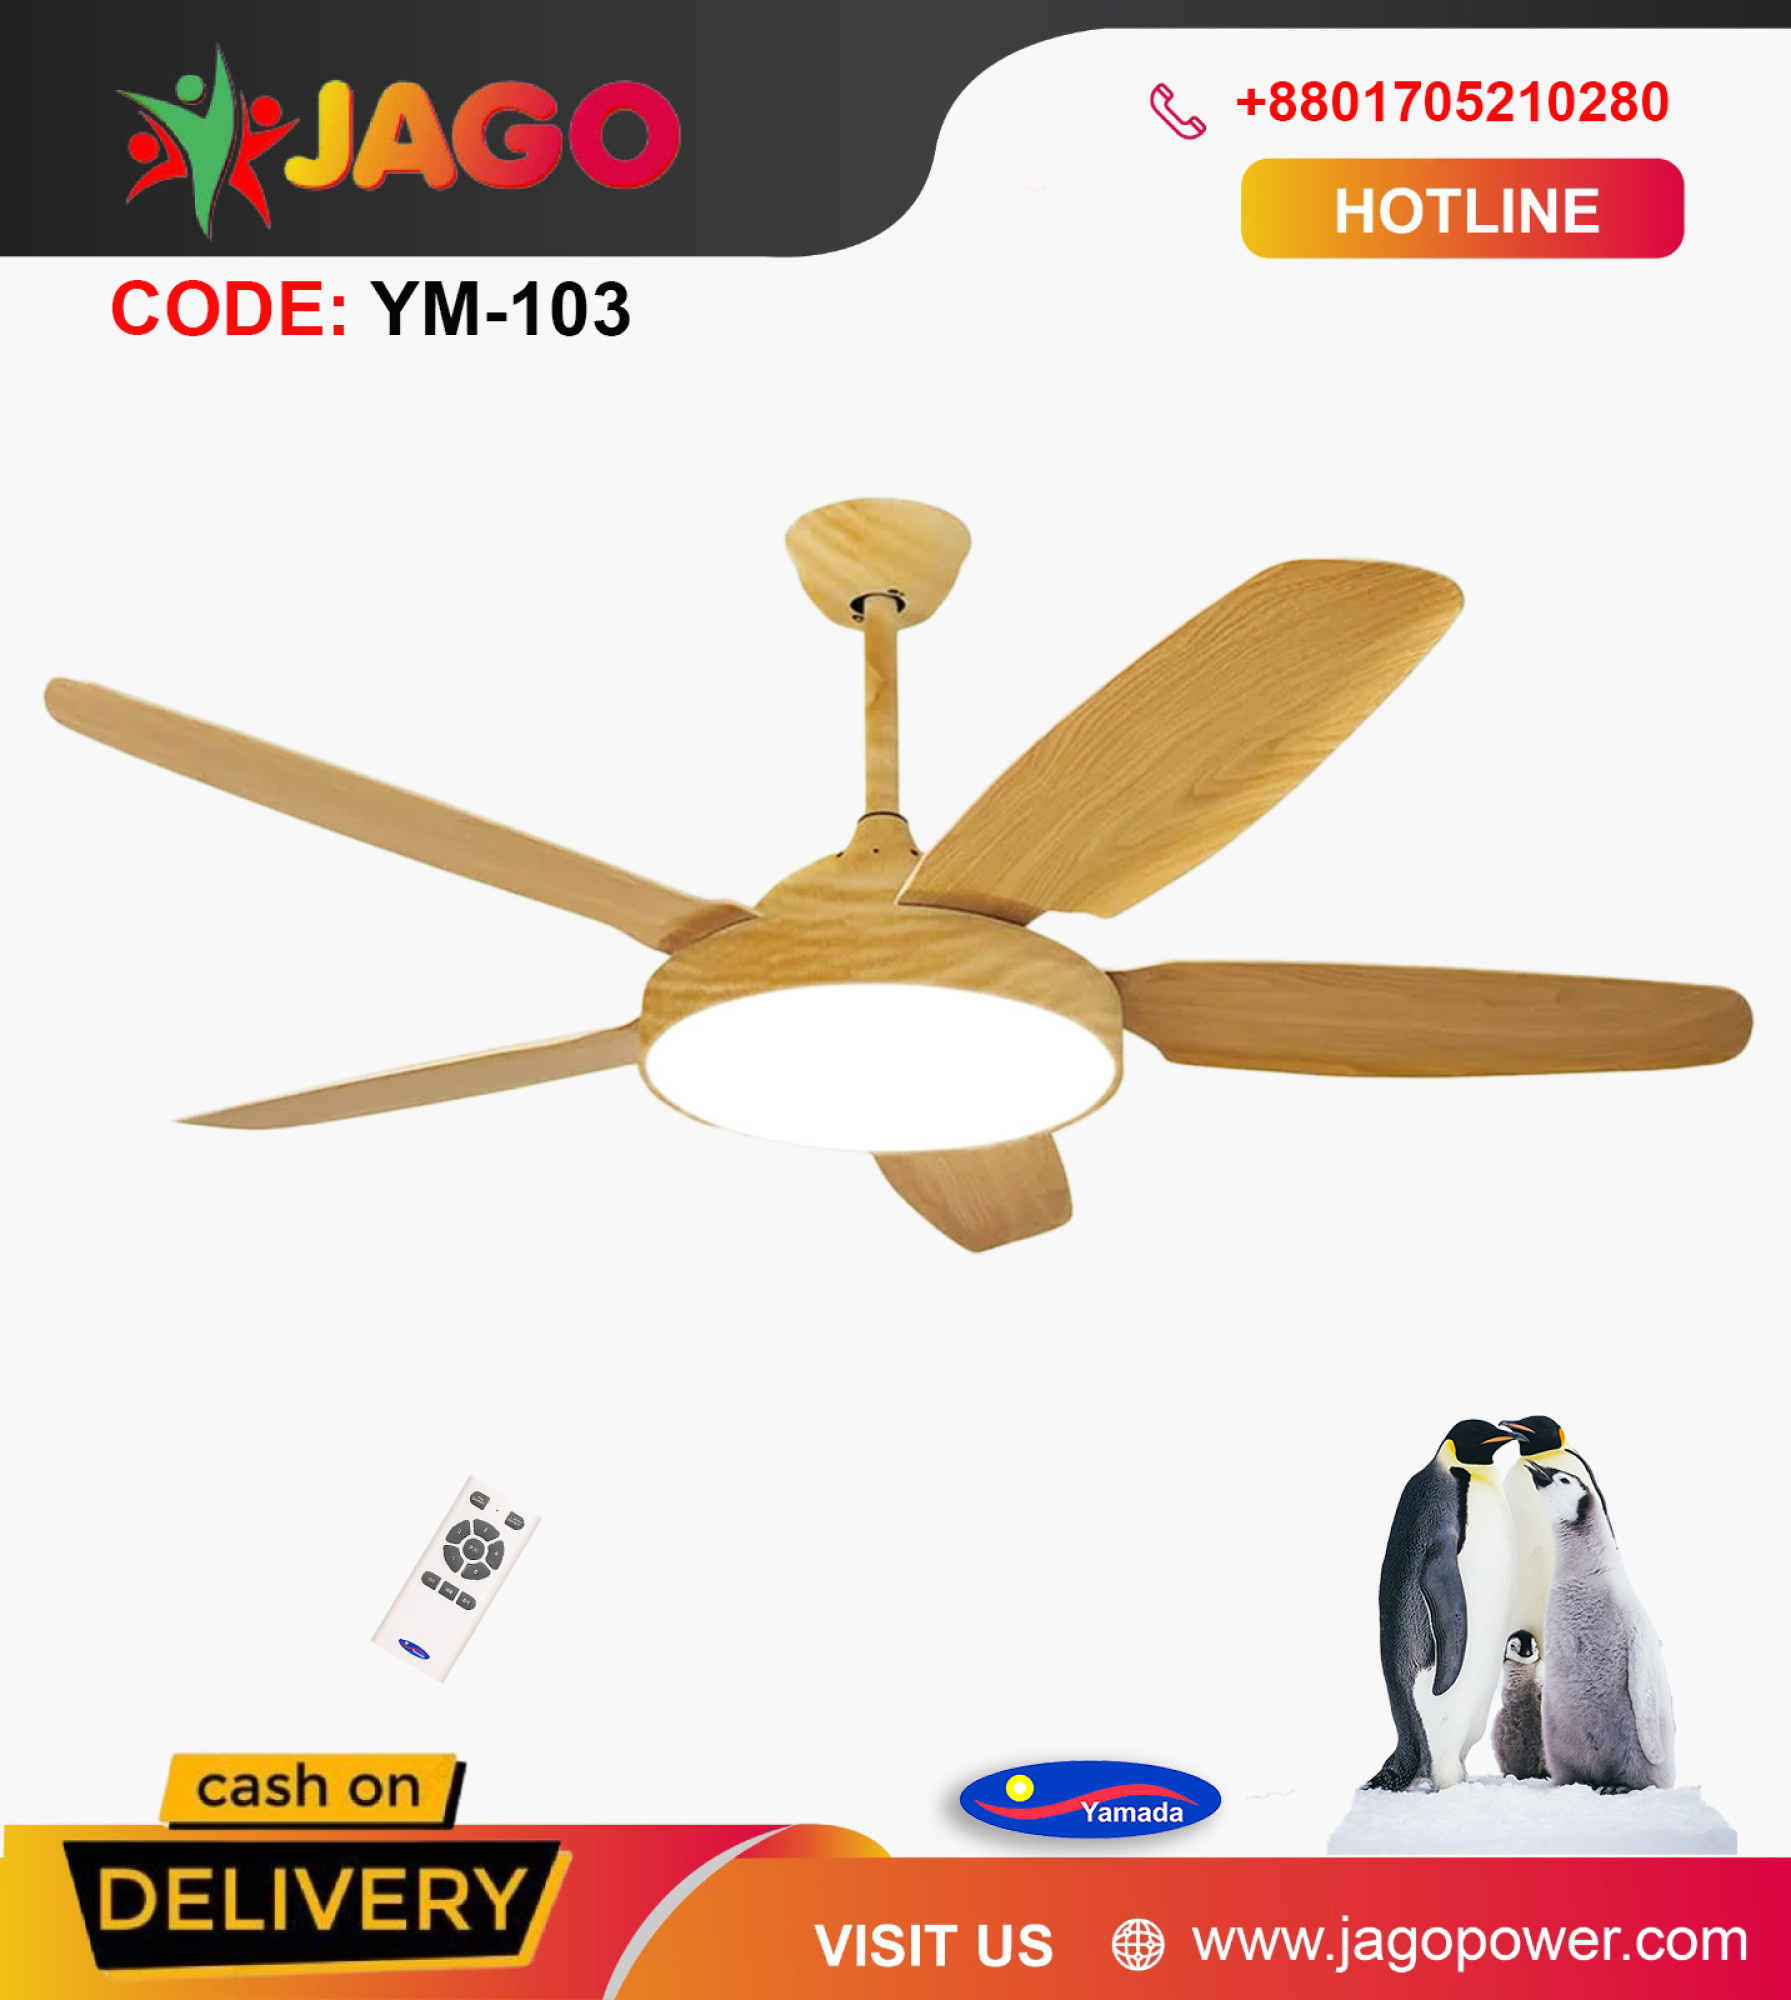 JAGO
+8801705210280
HOTLINE
CODE: YM-103
cash on
DELIVERY
Yamada
VISIT US
www.jagopower.com